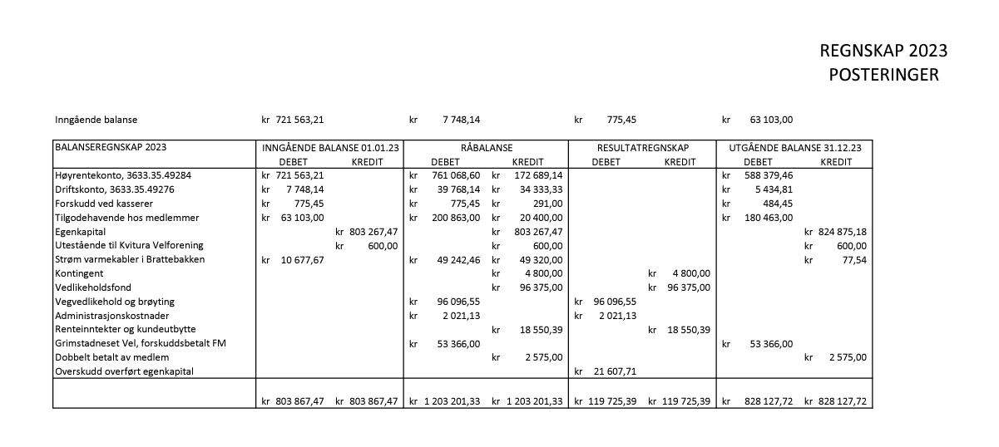 REGNSKAP 2023
POSTERINGER
Inngående balanse kr 721 563,21 kr 7 748,14 kr 775,45 kr 63 103,00
BALANSEREGNSKAP 2023 INNGÅENDE BALANSE 01.01.23 RÅBALANSE RESULTATREGNSKAP UTGÅENDE BALANSE 31.12.23
DEBET KREDIT DEBET KREDIT DEBET KREDIT DEBET KREDIT
Høyrentekonto, 3633.35.49284 kr 721 563,21 kr 761 068,60 kr 172 689,14 kr 588 379,46
Driftskonto, 3633.35.49276 kr 7 748,14 kr 39 768,14 kr 34 333,33 kr 5 434,81
Forskudd ved kasserer kr 775,45 kr 775,45 kr 291,00 kr 484,45
Tilgodehavende hos medlemmer kr 63 103,00 kr 200 863,00 kr 20 400,00 kr 180 463,00
Egenkapital kr 803 267,47 kr 803 267,47 kr 824 875,18
Utestående til Kvitura Velforening kr 600,00 kr 600,00 kr 600,00
Strøm varmekabler i Brattebakken kr 10 677,67 kr 49 242,46 kr 49 320,00 kr 77,54
Kontingent kr 4 800,00 kr 4 800,00
Vedlikeholdsfond kr 96 375,00 kr 96 375,00
Vegvedlikehold og brøyting kr 96 096,55 kr 96 096,55
Administrasjonskostnader kr 2 021,13 kr 2 021,13
Renteinntekter og kundeutbytte kr 18 550,39 kr 18 550,39
Grimstadneset Vel, forskuddsbetalt FM kr 53 366,00 kr 53 366,00
Dobbelt betalt av medlem kr 2 575,00 kr 2 575,00
Overskudd overført egenkapital kr 21 607,71
kr 803 867,47 kr 803 867,47 kr 1 203 201,33 kr 1 203 201,33 kr 119 725,39 kr 119 725,39 kr 828 127,72 kr 828 127,72